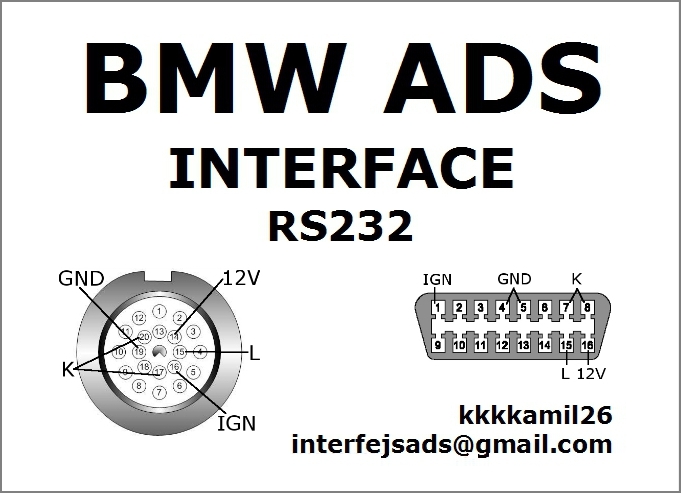 BMW ADS
INTERFACE
RS232
GND
12V
K
L
IGN
1
2
3
4
5
6
7
8
9
10
11
12
13
14
15
16
17
18
19
20
IGN
GND
K
1 2 3 4 5 6 7 8
9 10 11 12 13 14 15 16
L 12V
kkkkamil26
interfejsads@gmail.com